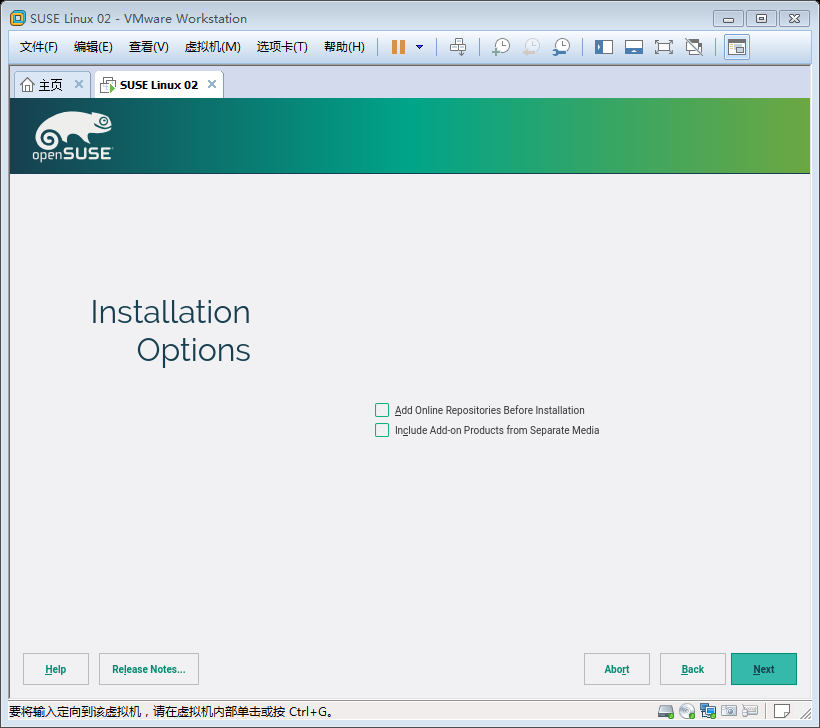 SUSE Linux 02 - VMware Workstation
文件(F) 编辑(E) 查看(V) 虚拟机(M) 选项卡(T) 帮助(H)
主页 SUSE Linux 02
openSUSE
Installation
Options
Add Online Repositories Before Installation
Include Add-on Products from Separate Media
Help Release Notes... Abort Back Next
要将输入定向到该虚拟机，请在虚拟机内部单击或按 Ctrl+G。